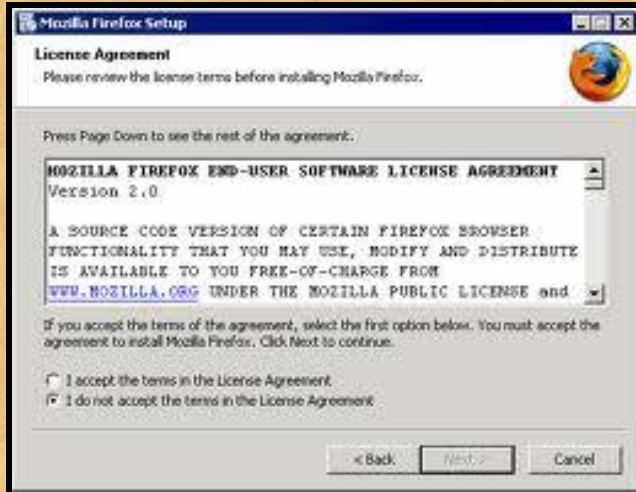 Mozilla Firefox Setup
License Agreement
Please review the license terms before installing Mozilla Firefox.
Press Page Down to see the rest of the agreement.
MOZILLA FIREFOX END-USER SOFTWARE LICENSE AGREEMENT
Version 2.0
A SOURCE CODE VERSION OF CERTAIN FIREFOX BROWSER
FUNCTIONALITY THAT YOU MAY USE, MODIFY AND DISTRIBUTE
IS AVAILABLE TO YOU FREE-OF-CHARGE FROM
WWW.MOZILLA.ORG UNDER THE MOZILLA PUBLIC LICENSE and
If you accept the terms of the agreement, select the first option below. You must accept the
agreement to install Mozilla Firefox. Click Next to continue.
I accept the terms in the License Agreement
I do not accept the terms in the License Agreement
< Back Next > Cancel